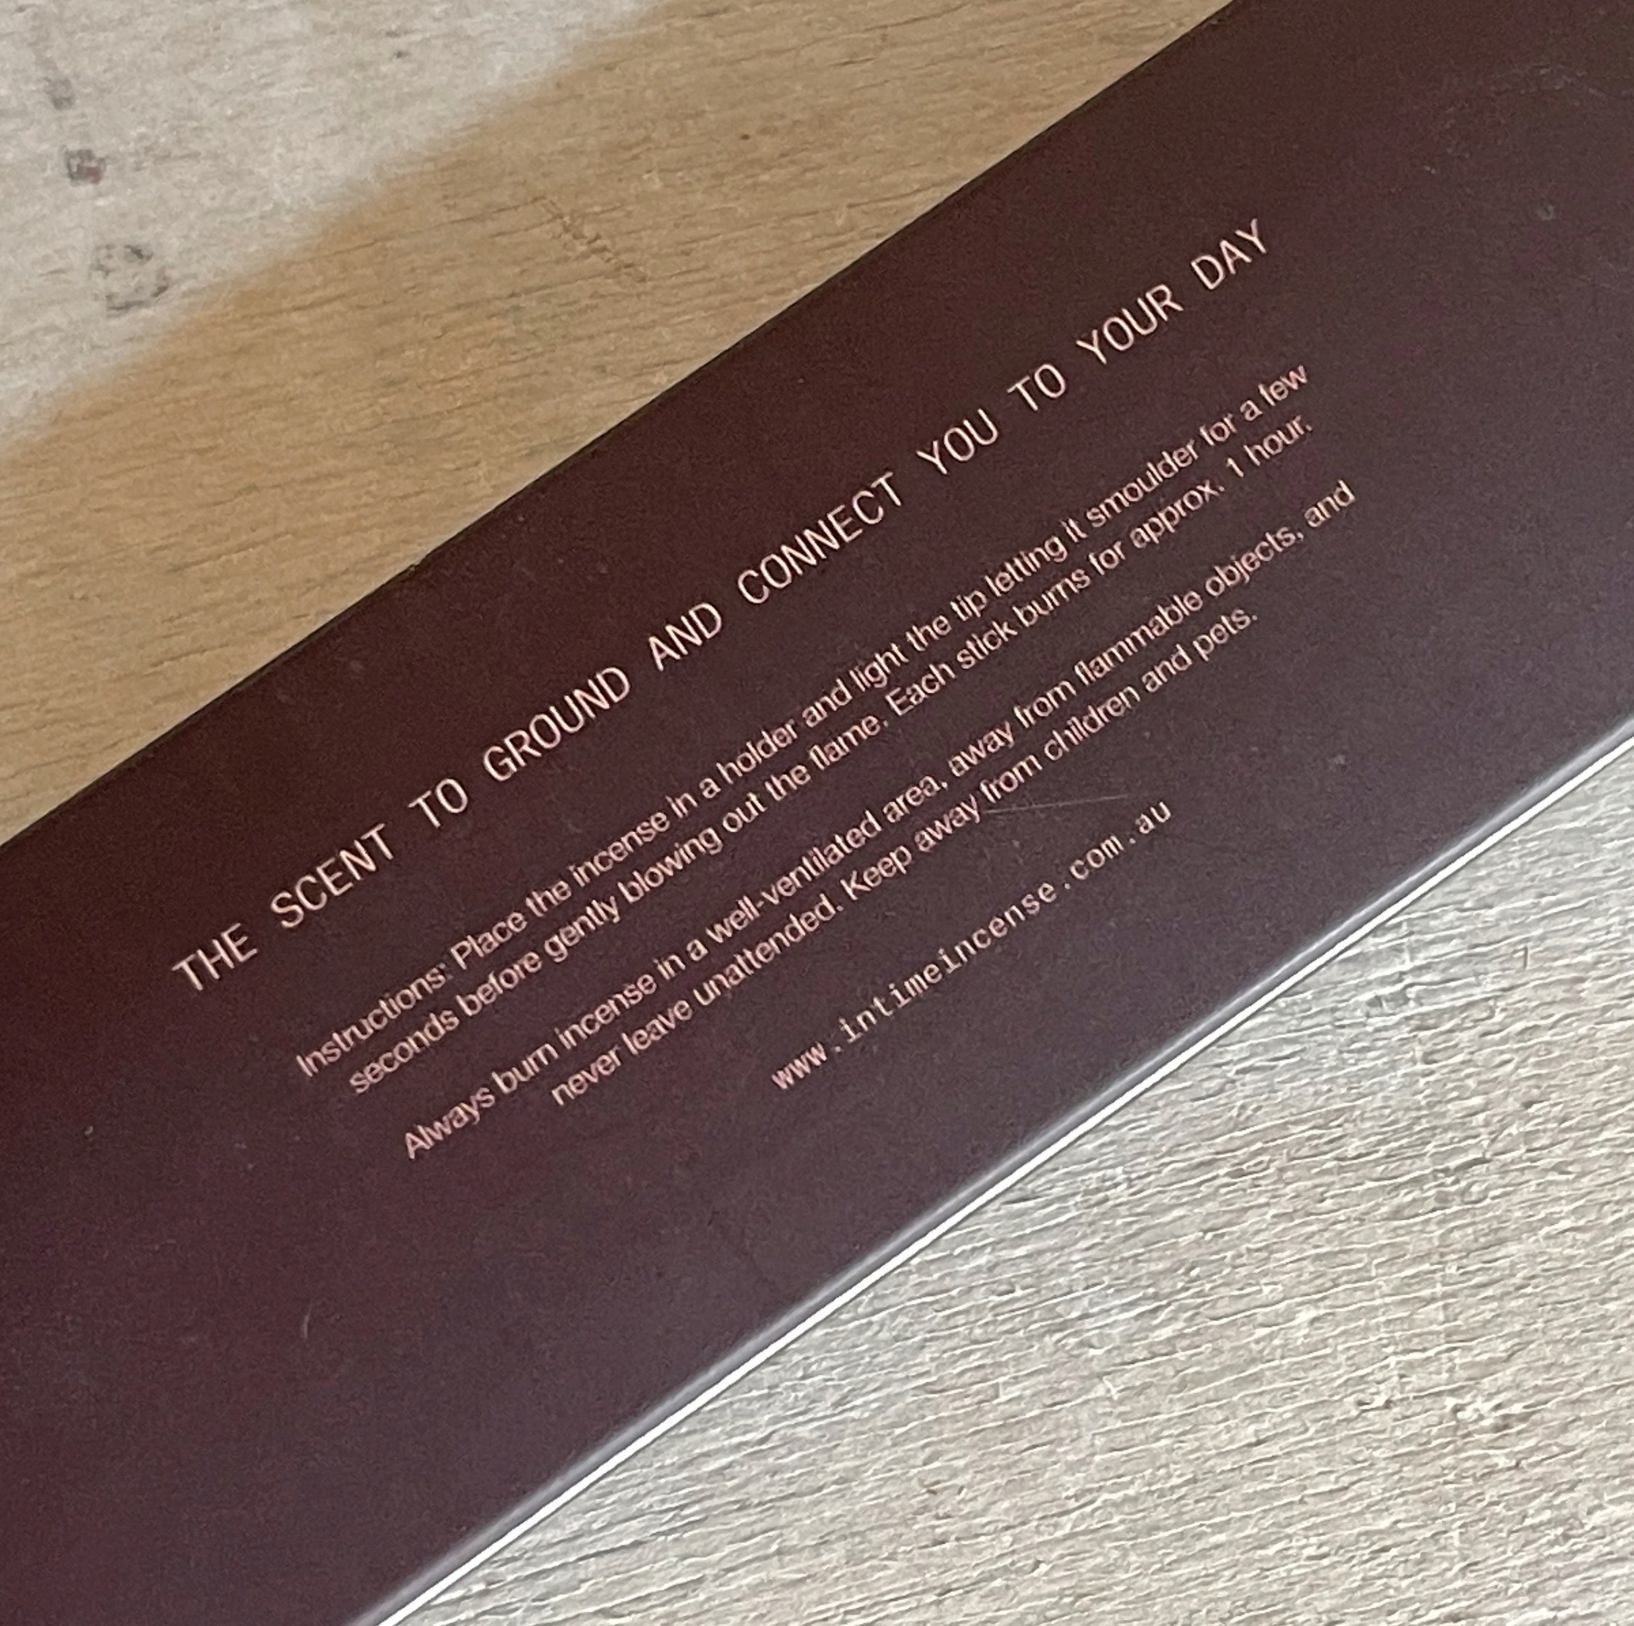 THE SCENT TO GROUND AND CONNECT YOU TO YOUR DAY
Instructions: Place the incense in a holder and light the tip letting it smoulder for a few
seconds before gently blowing out the flame. Each stick burns for approx. 1 hour.
Always burn incense in a well-ventilated area, away from flammable objects, and
never leave unattended. Keep away from children and pets.
www.intimeincense.com.au